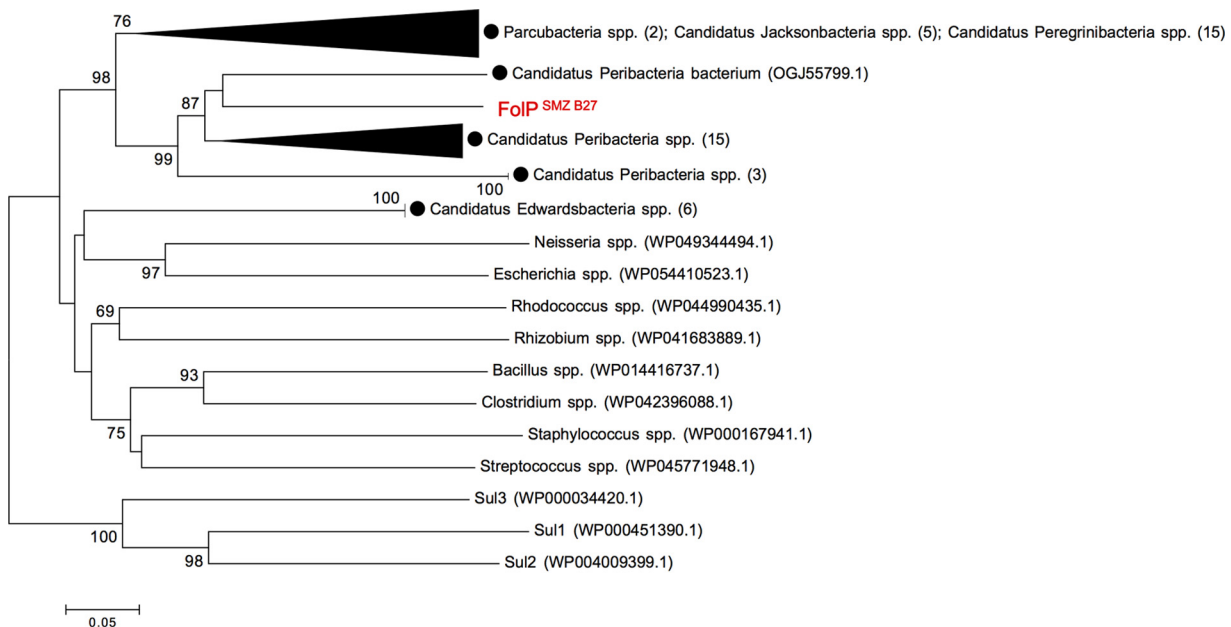 76
Parcubacteria spp. (2); Candidatus Jacksonbacteria spp. (5); Candidatus Peregrinibacteria spp. (15)
98
Candidatus Peribacteria bacterium (OGJ55799.1)
87
FolP SMZ B27
Candidatus Peribacteria spp. (15)
99
100
Candidatus Peribacteria spp. (3)
100
Candidatus Edwardsbacteria spp. (6)
Neisseria spp. (WP049344494.1)
97
Escherichia spp. (WP054410523.1)
69
Rhodococcus spp. (WP044990435.1)
Rhizobium spp. (WP041683889.1)
93
Bacillus spp. (WP014416737.1)
Clostridium spp. (WP042396088.1)
75
Staphylococcus spp. (WP000167941.1)
Streptococcus spp. (WP045771948.1)
Sul3 (WP000034420.1)
100
Sul1 (WP000451390.1)
98
Sul2 (WP004009399.1)
0.05